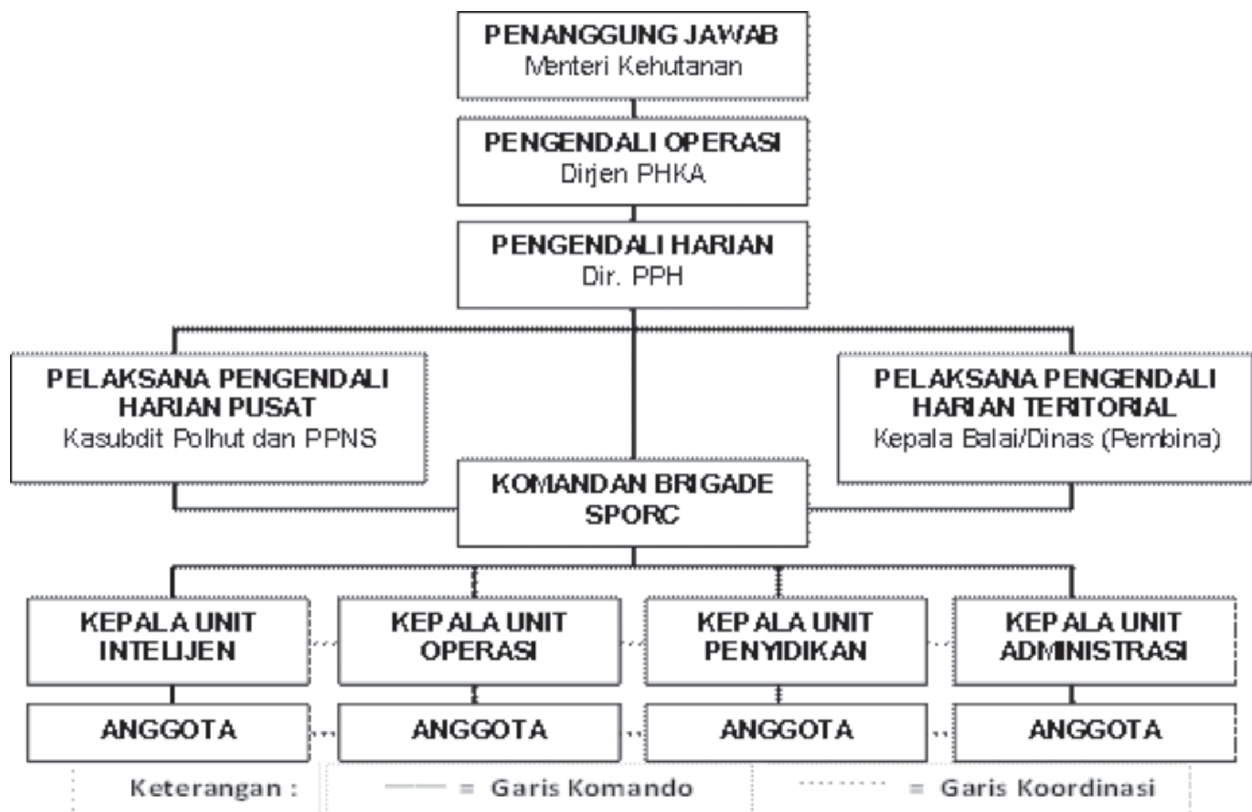 PENANGGUNG JAWAB
Menteri Kehutanan
PENGENDALI OPERASI
Dirjen PHKA
PENGENDALI HARIAN
Dir. PPH
PELAKSANA PENGENDALI
HARIAN PUSAT
Kasubdit Polhut dan PPNS
PELAKSANA PENGENDALI
HARIAN TERITORIAL
Kepala Balai/Dinas (Pembina)
KOMANDAN BRIGADE
SPORC
KEPALA UNIT
INTELIJEN
KEPALA UNIT
OPERASI
KEPALA UNIT
PENYIDIKAN
KEPALA UNIT
ADMINISTRASI
ANGGOTA
ANGGOTA
ANGGOTA
ANGGOTA
Keterangan : = Garis Komando = Garis Koordinasi